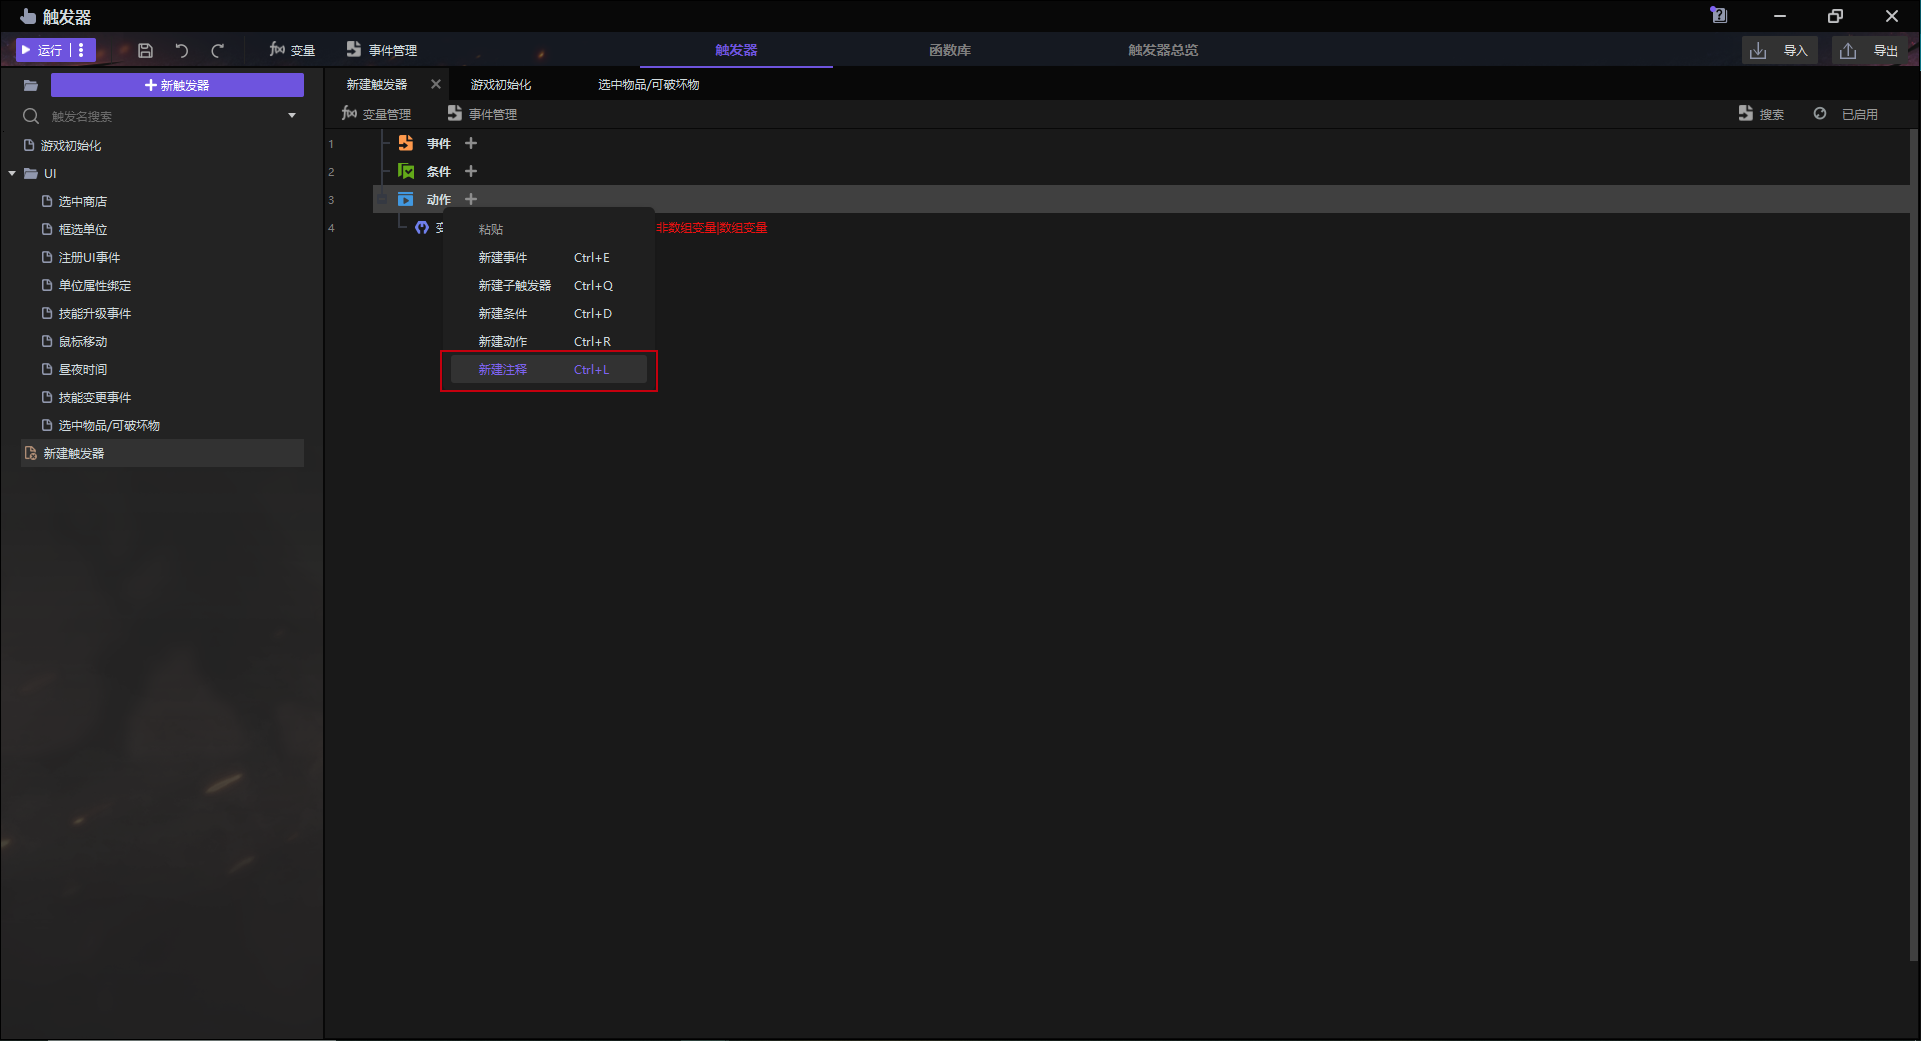 触发器
运行 变量 事件管理 触发器 函数库 触发器总览 导入 导出
新触发器
触发名搜索
游戏初始化
UI
选中商店
框选单位
注册UI事件
单位属性绑定
技能升级事件
鼠标移动
昼夜时间
技能变更事件
选中物品/可破坏物
新建触发器
新建触发器 游戏初始化 选中物品/可破坏物
变量管理 事件管理 搜索 已启用
1 事件
2 条件
3 动作
4 变 非数组变量|数组变量
粘贴
新建事件 Ctrl+E
新建子触发器 Ctrl+Q
新建条件 Ctrl+D
新建动作 Ctrl+R
新建注释 Ctrl+L